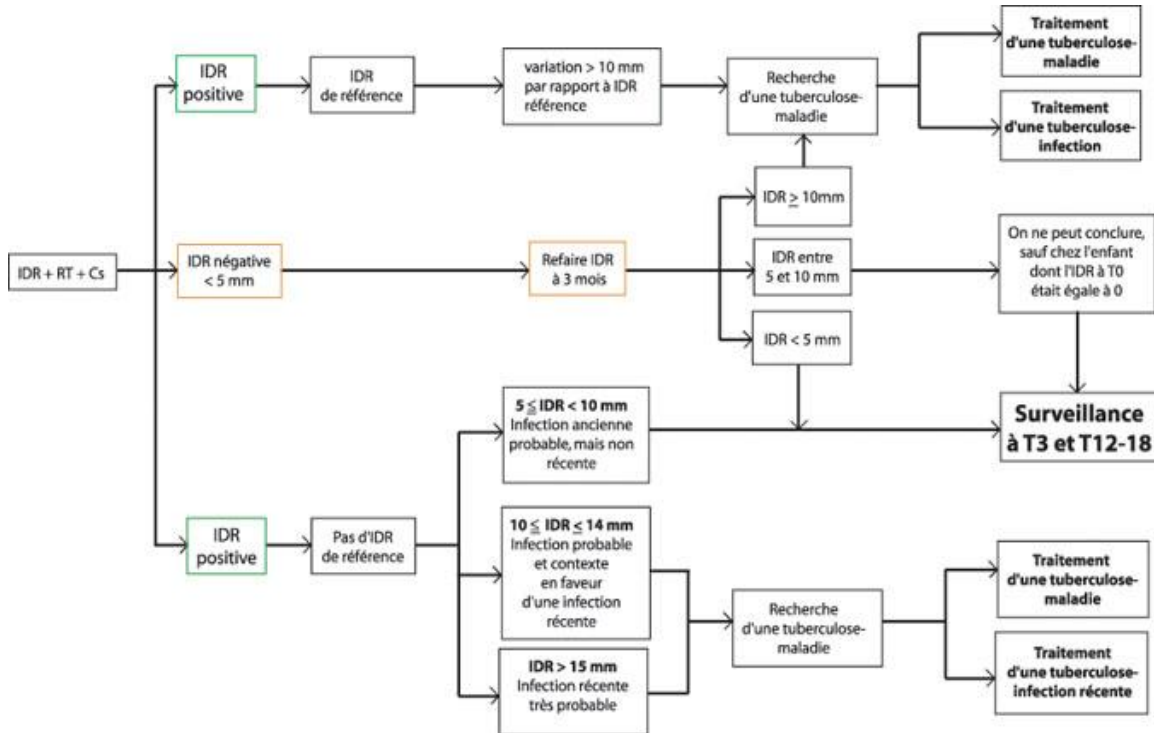 IDR + RT + Cs
IDR
positive
IDR
de référence
variation > 10 mm
par rapport à IDR
référence
Recherche
d'une tuberculose-
maladie
Traitement
d'une tuberculose-
maladie
Traitement
d'une tuberculose-
infection
IDR négative
< 5 mm
Refaire IDR
à 3 mois
IDR ≥ 10mm
IDR entre
5 et 10 mm
IDR < 5 mm
On ne peut conclure,
sauf chez l'enfant
dont l'IDR à T0
était égale à 0
Surveillance
à T3 et T12-18
IDR
positive
Pas d'IDR
de référence
5 ≤ IDR < 10 mm
Infection ancienne
probable, mais non
récente
10 ≤ IDR ≤ 14 mm
Infection probable
et contexte
en faveur
d'une infection
récente
IDR > 15 mm
Infection récente
très probable
Recherche
d'une tuberculose-
maladie
Traitement
d'une tuberculose-
maladie
Traitement
d'une tuberculose-
infection récente